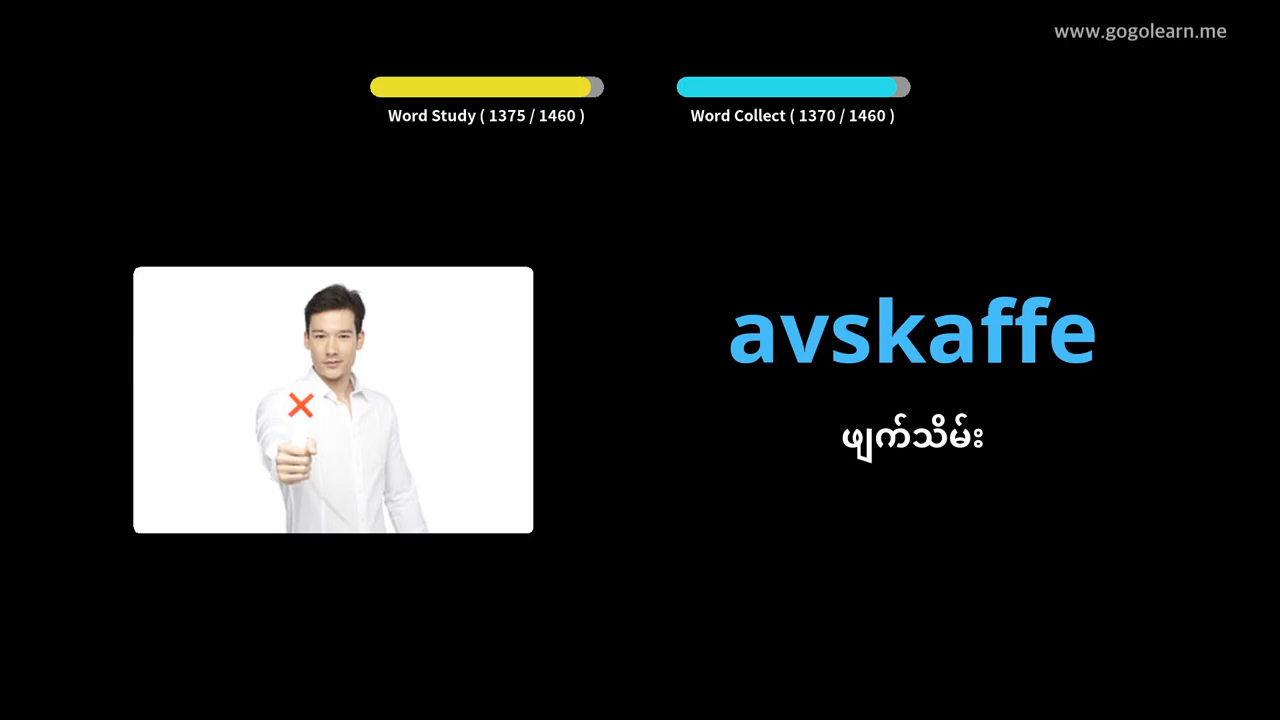 www.gogolearn.me
Word Study ( 1375 / 1460 )
Word Collect ( 1370 / 1460 )
avskaffe
ဖျက်သိမ်း